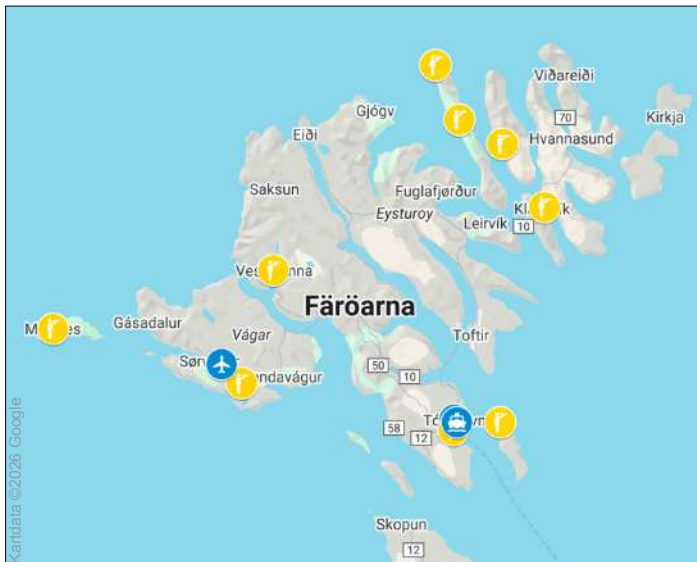 Viðareiði
Gjógv
70
Kirkja
Eiði
Hvannasund
Saksun
Fuglafjørður
Eysturoy
Leirvík
10
Färöarna
Gásadalur
Vágar
Toftir
50
10
58
12
Skopun
12
Kartdata ©2026 Google